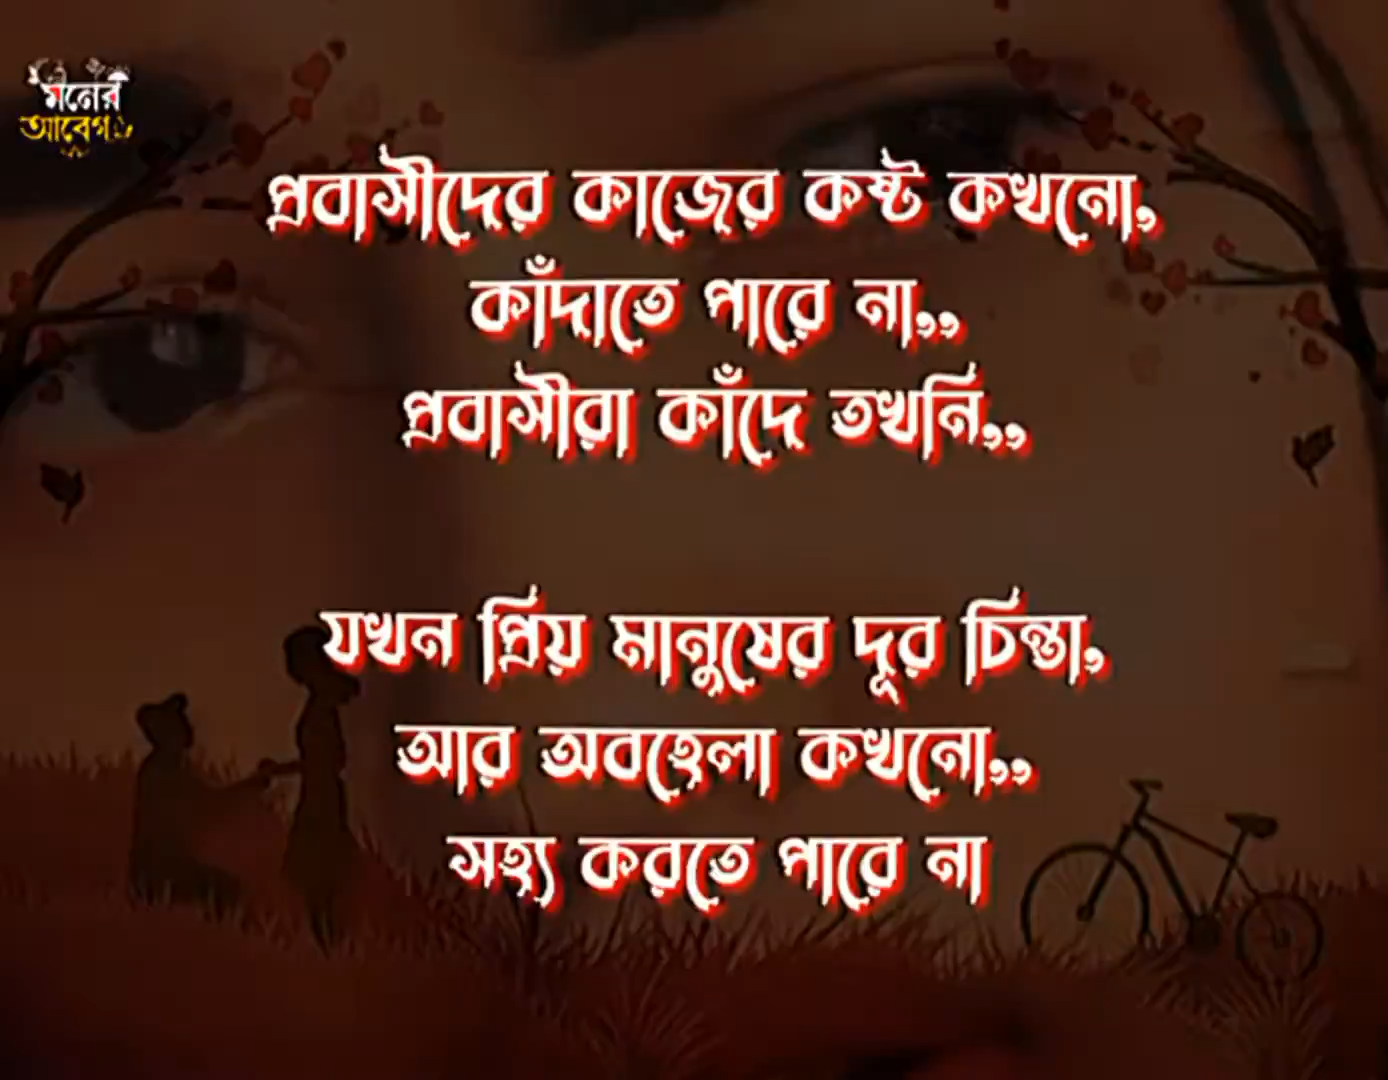 মনের
আবেগ
প্রবাসীদের কাজের কষ্ট কখনো,
কাঁদাতে পারে না,,
প্রবাসীরা কাঁদে তখনি,,
যখন প্রিয় মানুষের দূর চিন্তা,
আর অবহেলা কখনো,,
সহ্য করতে পারে না